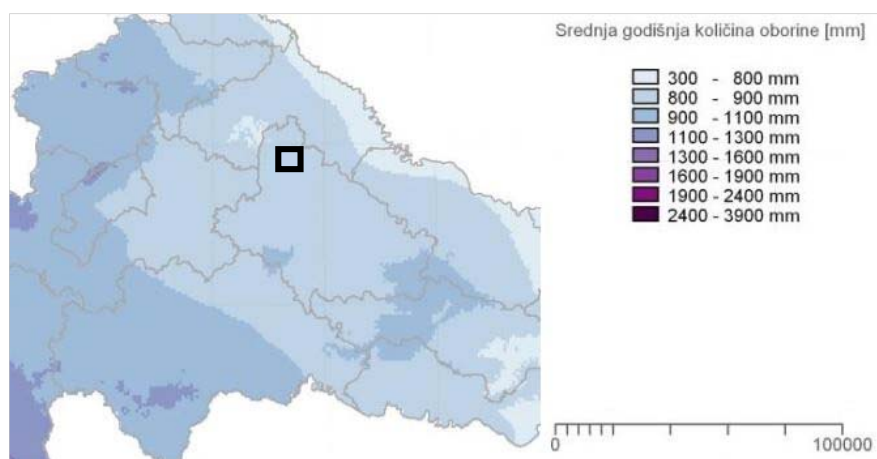 Srednja godišnja količina oborine [mm]
300 - 800 mm
800 - 900 mm
900 - 1100 mm
1100 - 1300 mm
1300 - 1600 mm
1600 - 1900 mm
1900 - 2400 mm
2400 - 3900 mm
0 100000